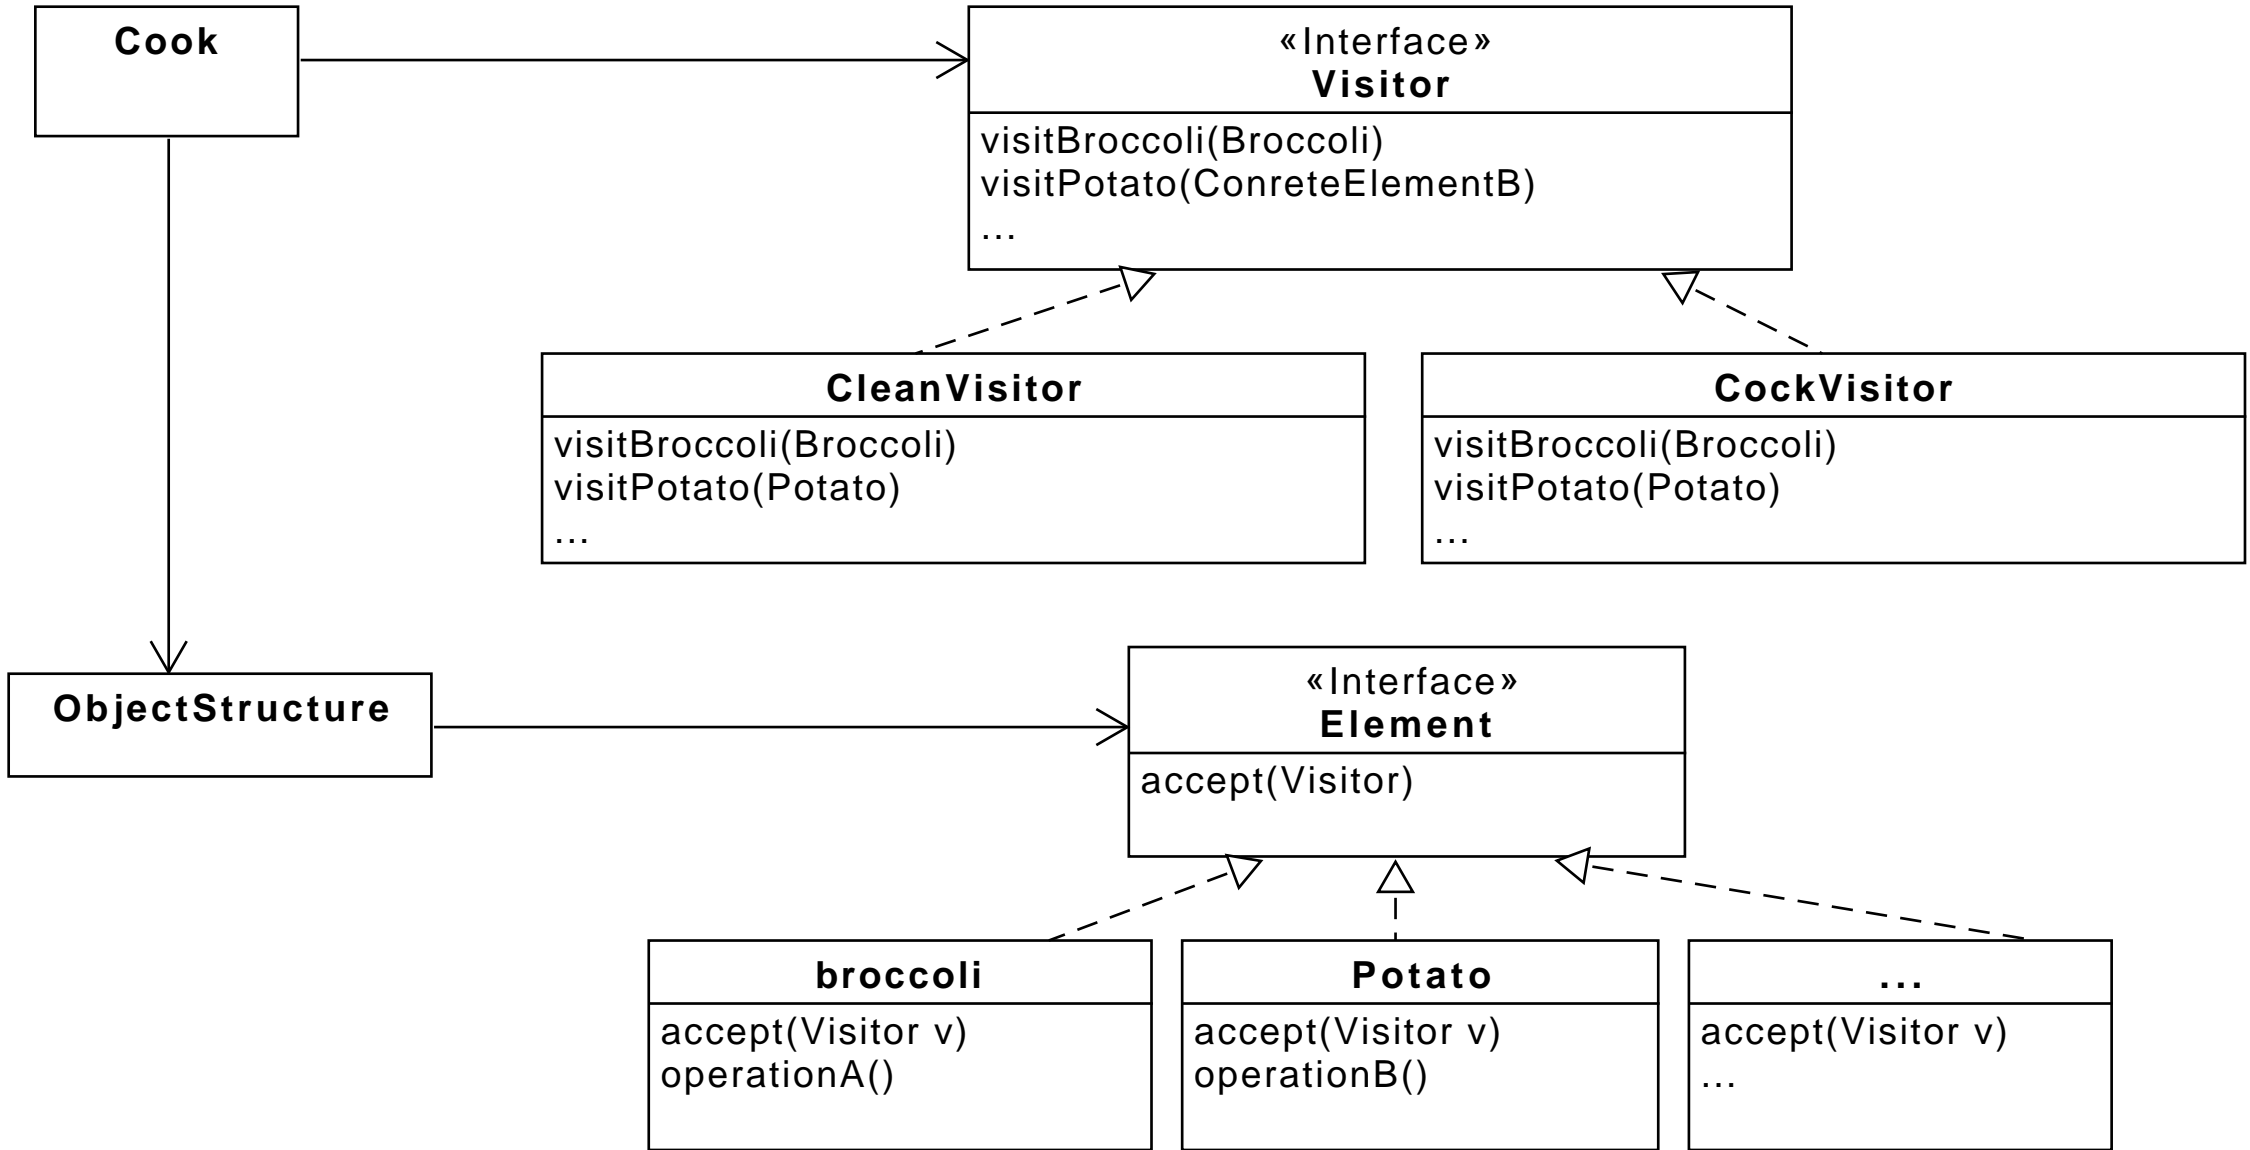 Cook
«Interface»
Visitor
visitBroccoli(Broccoli)
visitPotato(ConreteElementB)
...
CleanVisitor
visitBroccoli(Broccoli)
visitPotato(Potato)
...
CockVisitor
visitBroccoli(Broccoli)
visitPotato(Potato)
...
ObjectStructure
«Interface»
Element
accept(Visitor)
broccoli
accept(Visitor v)
operationA()
Potato
accept(Visitor v)
operationB()
...
accept(Visitor v)
...